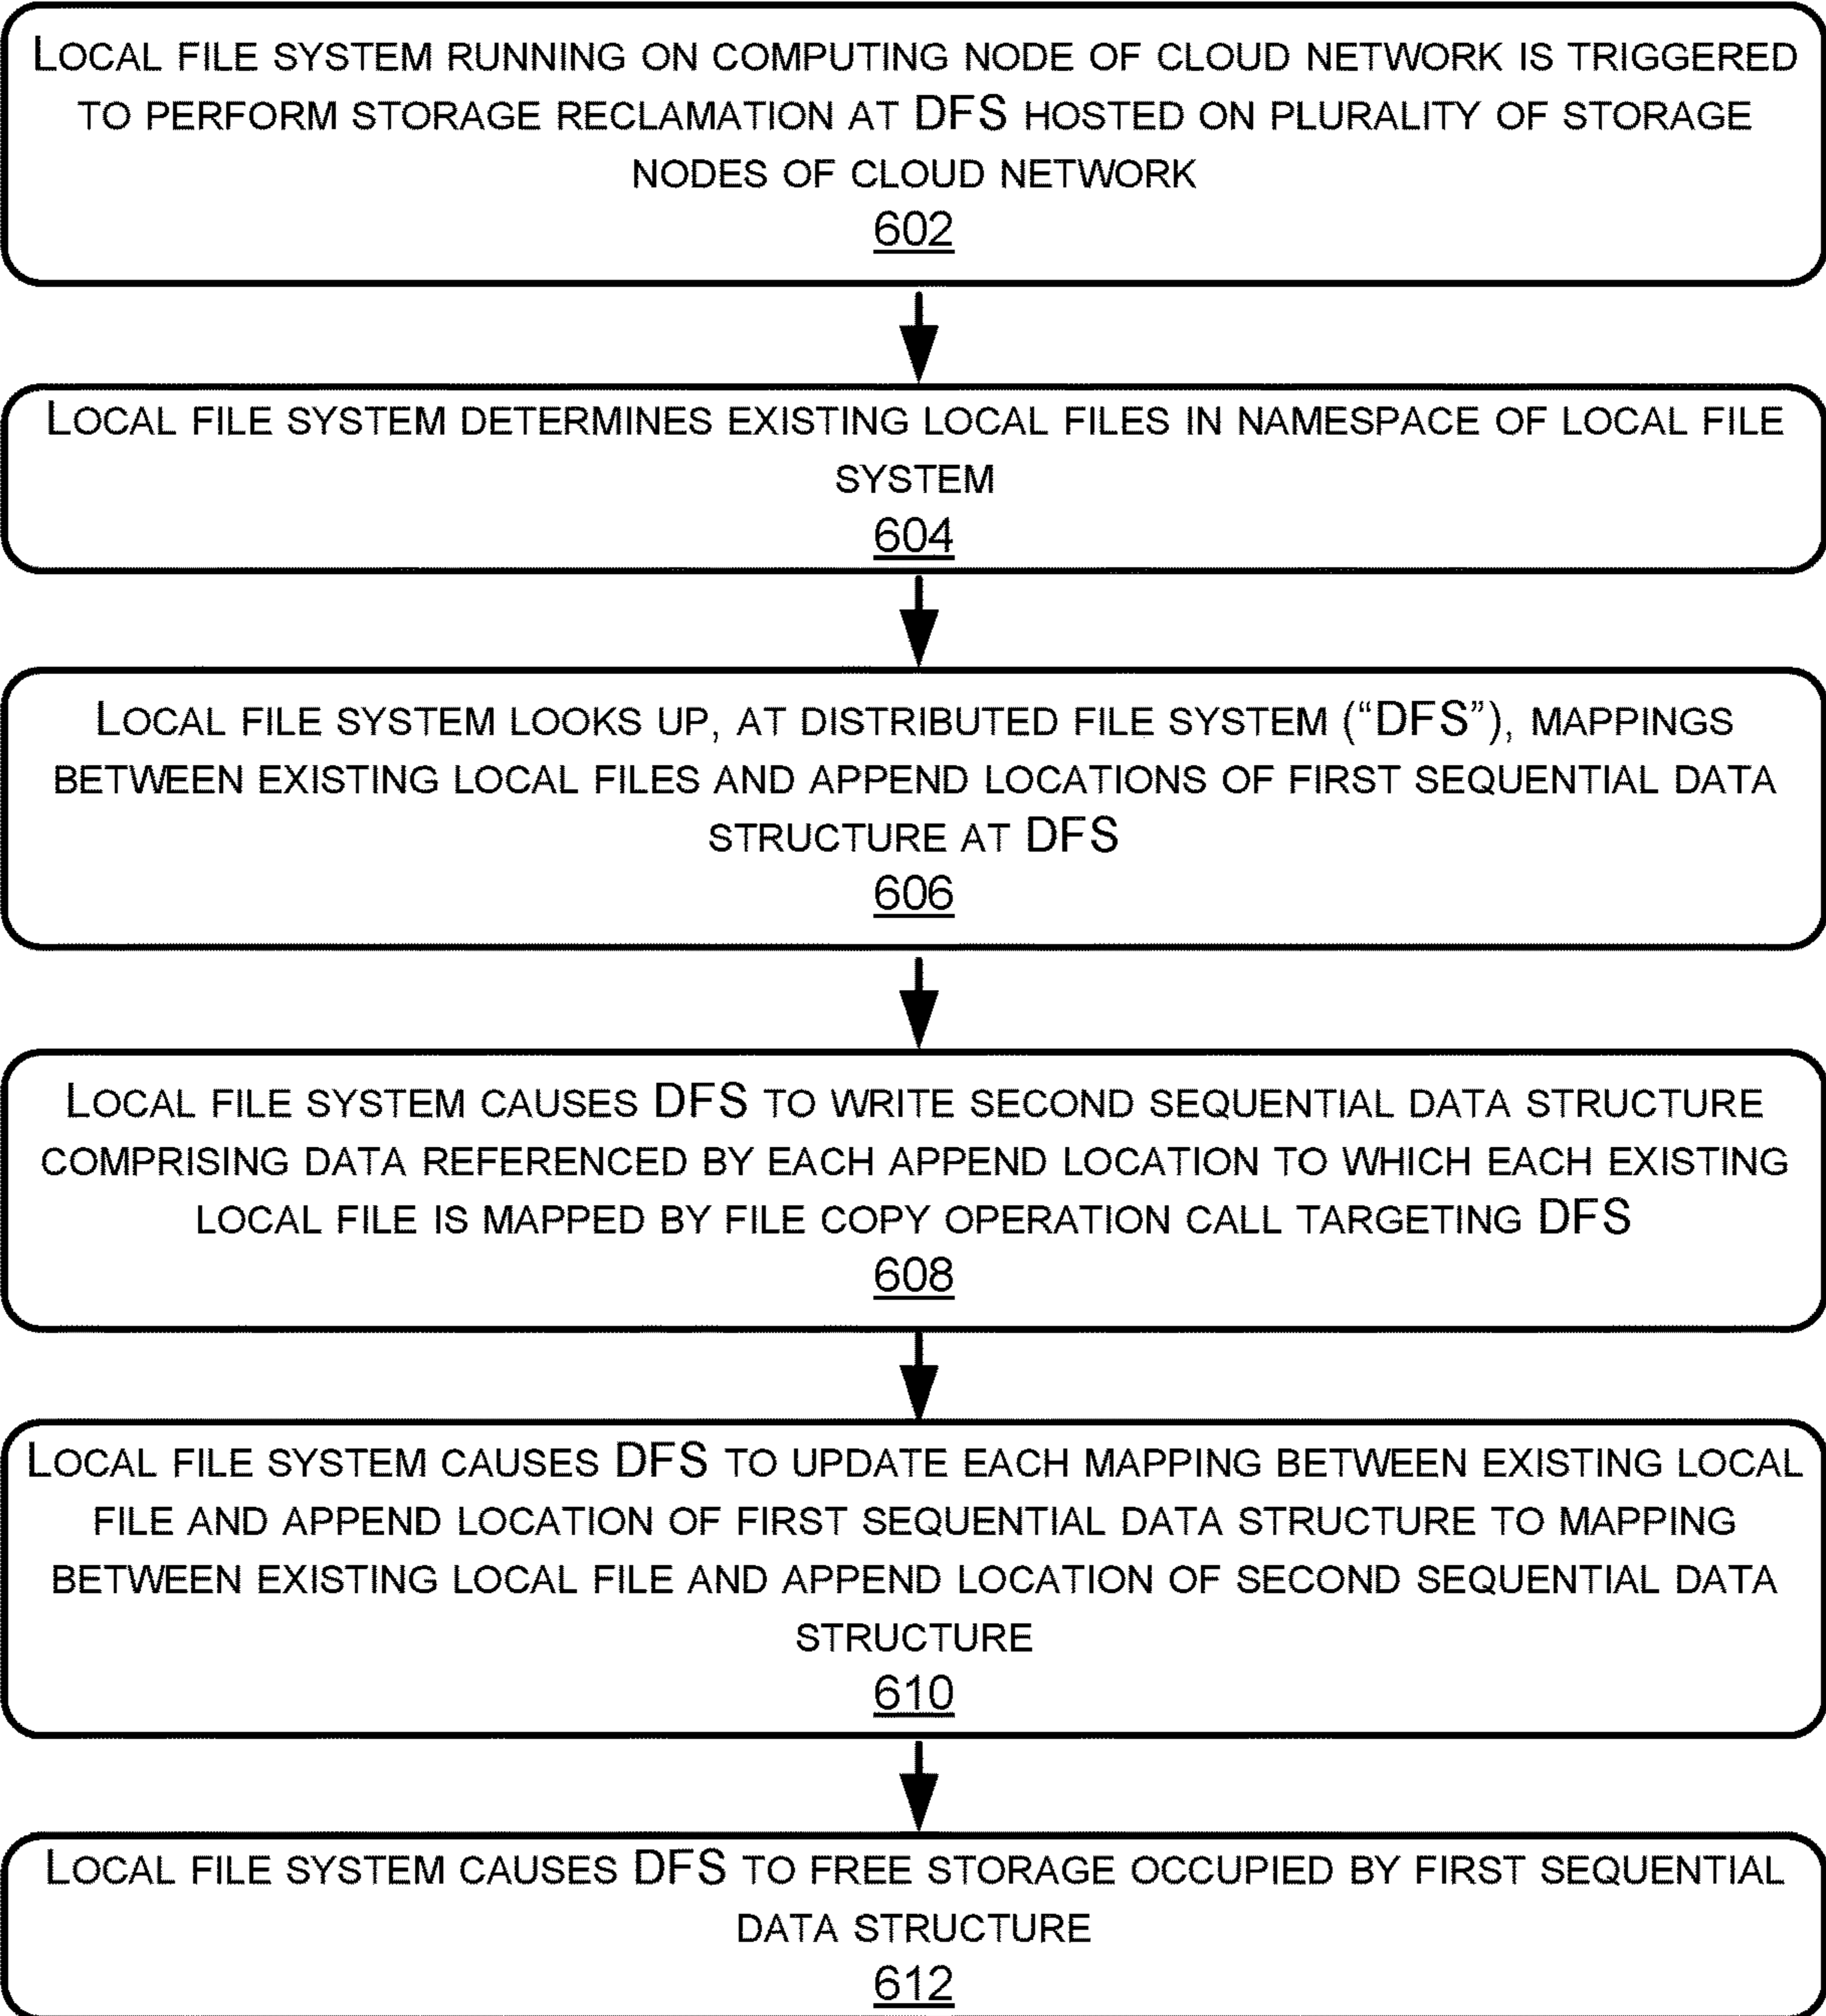 Local file system running on computing node of cloud network is triggered
to perform storage reclamation at DFS hosted on plurality of storage
nodes of cloud network
602
Local file system determines existing local files in namespace of local file
system
604
Local file system looks up, at distributed file system (“DFS”), mappings
between existing local files and append locations of first sequential data
structure at DFS
606
Local file system causes DFS to write second sequential data structure
comprising data referenced by each append location to which each existing
local file is mapped by file copy operation call targeting DFS
608
Local file system causes DFS to update each mapping between existing local
file and append location of first sequential data structure to mapping
between existing local file and append location of second sequential data
structure
610
Local file system causes DFS to free storage occupied by first sequential
data structure
612